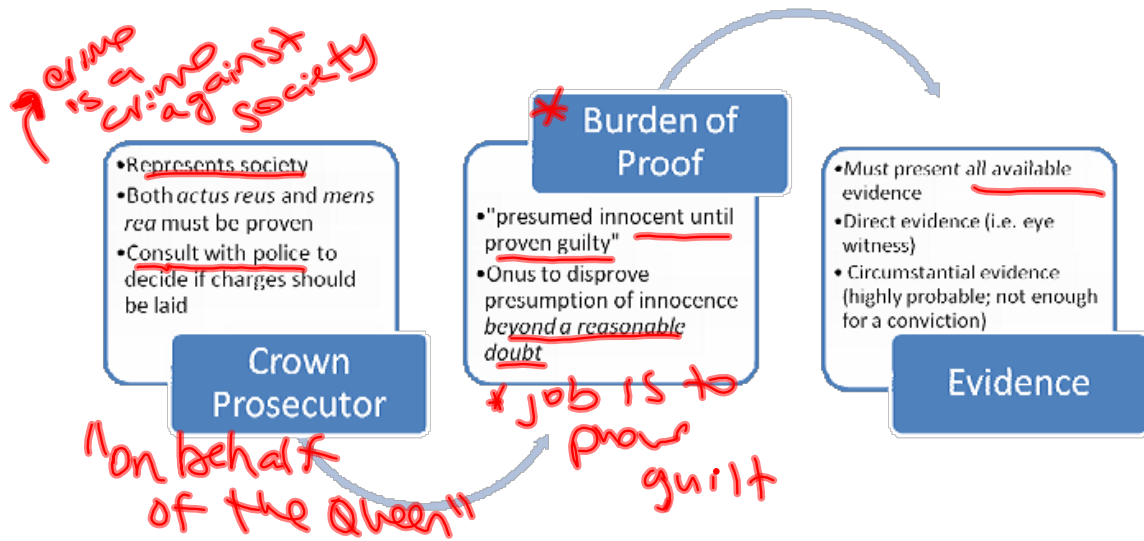 crime
is a
crime
against
society
•Represents society
•Both actus reus and mens
rea must be proven
•Consult with police to
decide if charges should
be laid
Crown
Prosecutor
"on behalf
of the Queen"
* Burden of
Proof
•"presumed innocent until
proven guilty"
•Onus to disprove
presumption of innocence
beyond a reasonable
doubt
*job is to
prove
guilt
•Must present all available
evidence
•Direct evidence (i.e. eye
witness)
• Circumstantial evidence
(highly probable; not enough
for a conviction)
Evidence